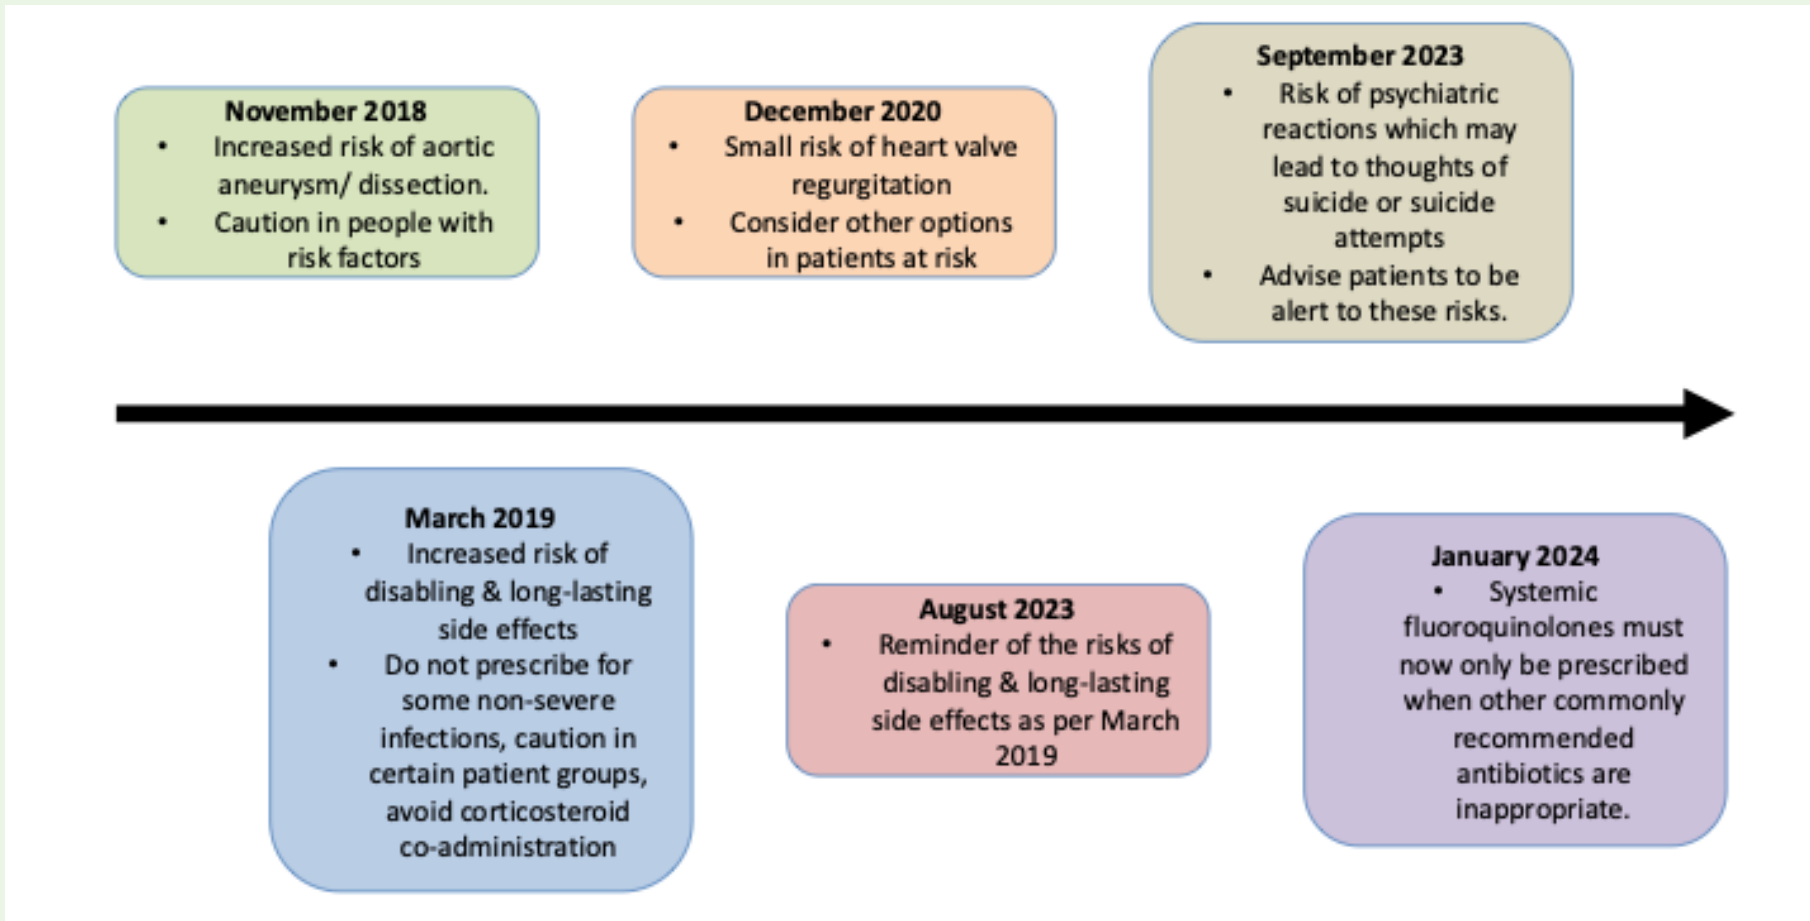 November 2018
• Increased risk of aortic
aneurysm/ dissection.
• Caution in people with
risk factors
December 2020
• Small risk of heart valve
regurgitation
• Consider other options
in patients at risk
September 2023
• Risk of psychiatric
reactions which may
lead to thoughts of
suicide or suicide
attempts
• Advise patients to be
alert to these risks.
March 2019
• Increased risk of
disabling & long-lasting
side effects
• Do not prescribe for
some non-severe
infections, caution in
certain patient groups,
avoid corticosteroid
co-administration
August 2023
• Reminder of the risks of
disabling & long-lasting
side effects as per March
2019
January 2024
• Systemic
fluoroquinolones must
now only be prescribed
when other commonly
recommended
antibiotics are
inappropriate.